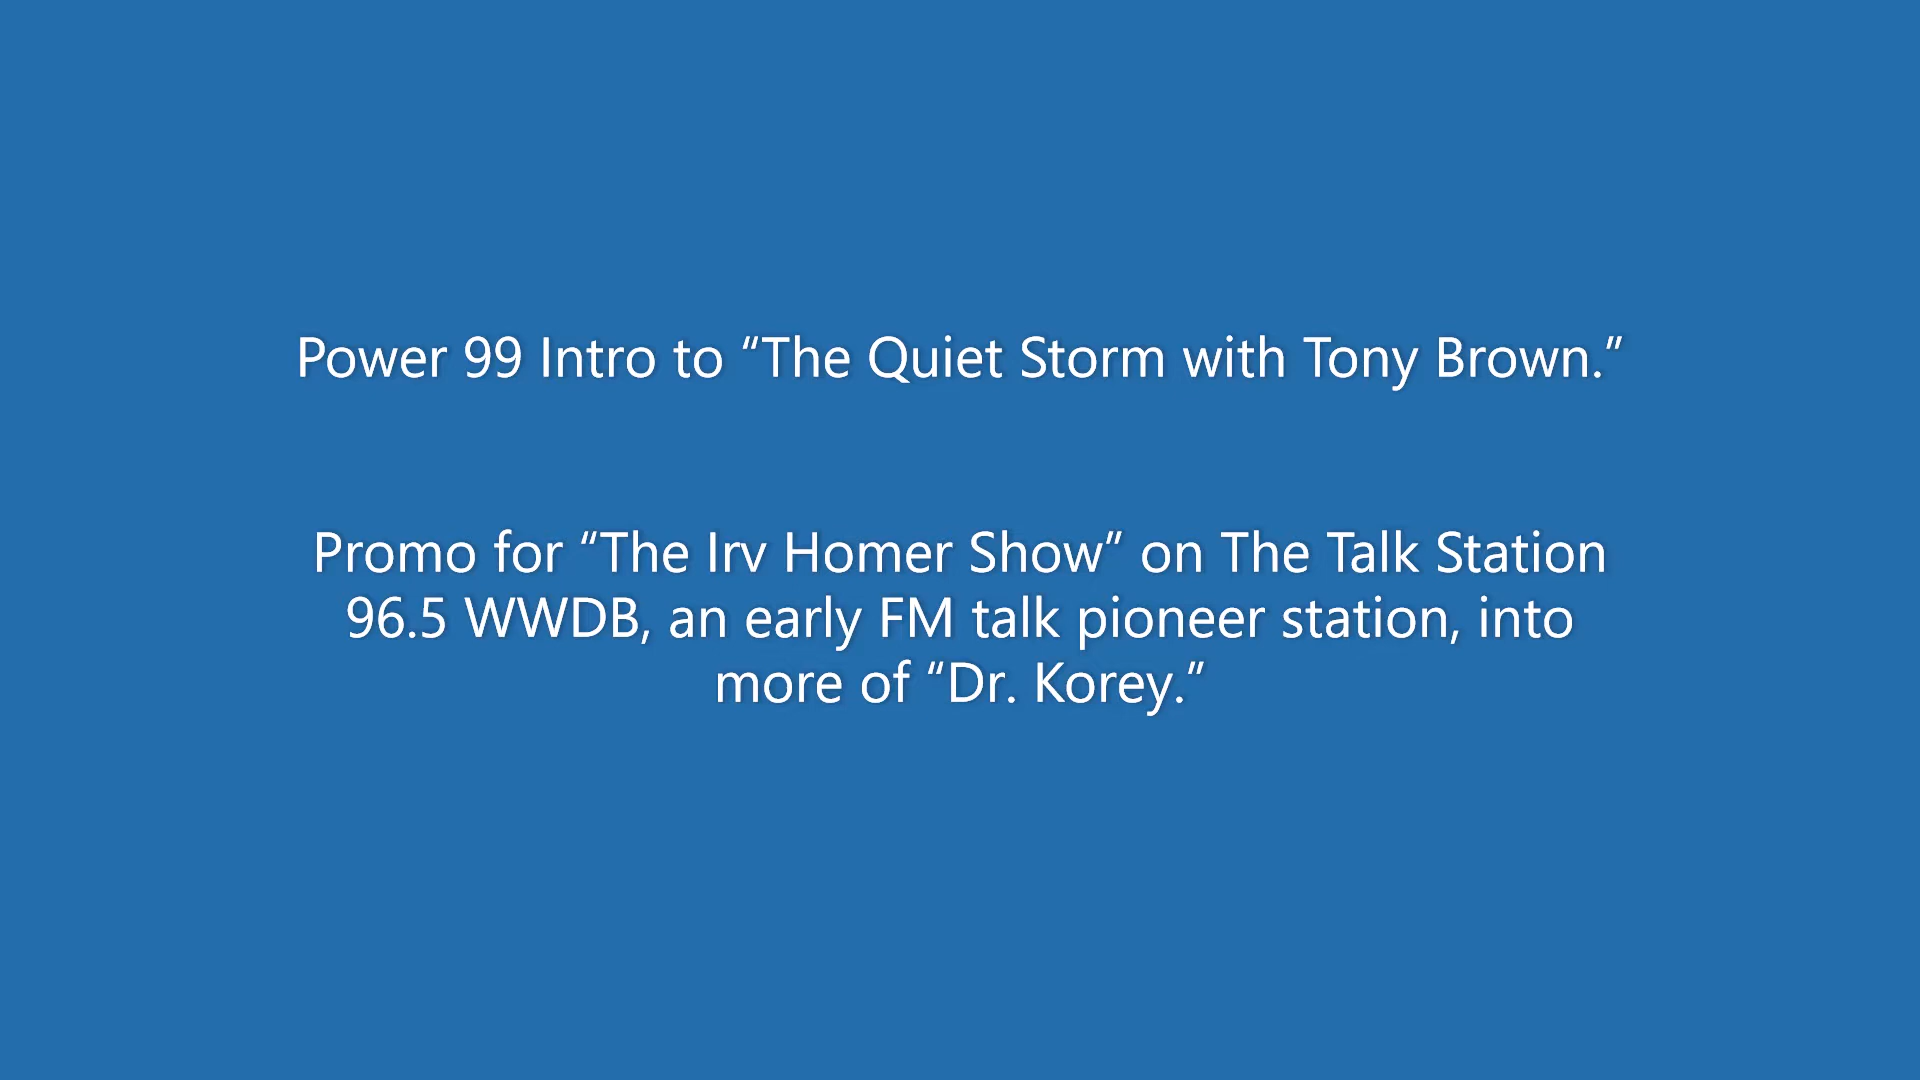 Power 99 Intro to “The Quiet Storm with Tony Brown.”
Promo for “The Irv Homer Show” on The Talk Station
96.5 WWDB, an early FM talk pioneer station, into
more of “Dr. Korey.”